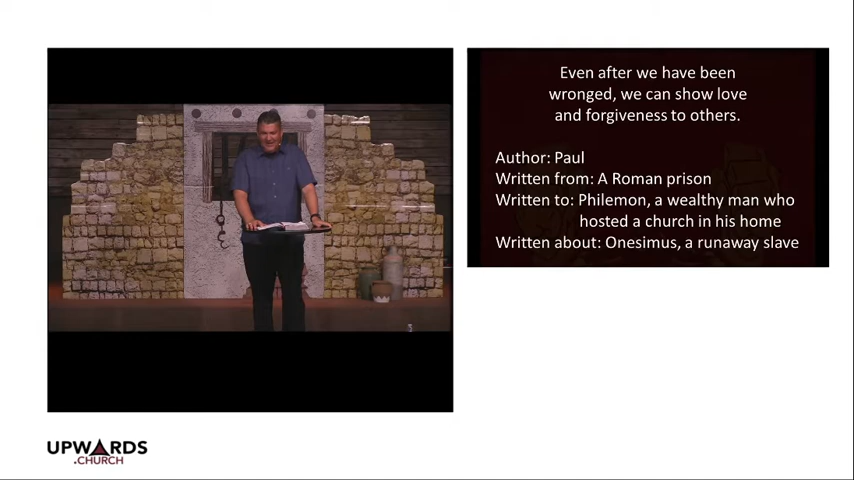 Even after we have been
wronged, we can show love
and forgiveness to others.
Author: Paul
Written from: A Roman prison
Written to: Philemon, a wealthy man who
hosted a church in his home
Written about: Onesimus, a runaway slave
UPWARDS
.CHURCH